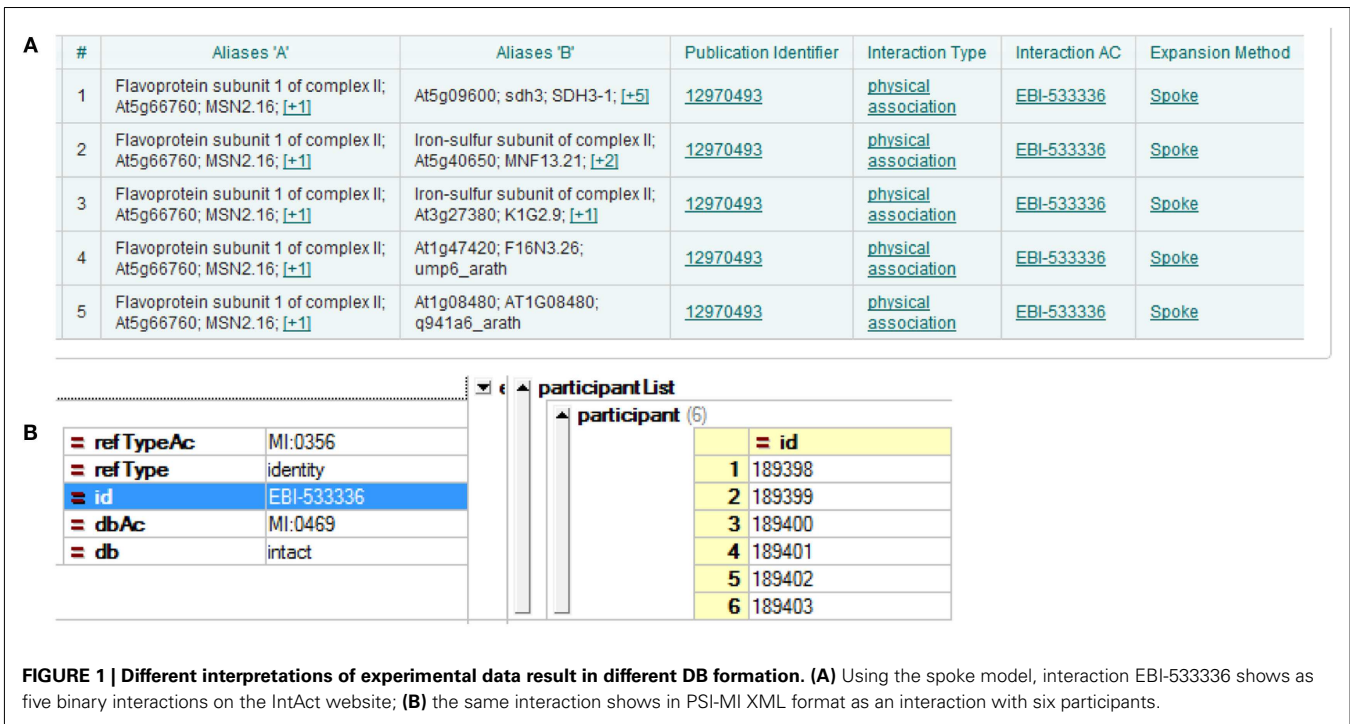 A
# Aliases 'A' Aliases 'B' Publication Identifier Interaction Type Interaction AC Expansion Method
1 Flavoprotein subunit 1 of complex II; At5g66760; MSN2.16; [+1] At5g09600; sdh3; SDH3-1; [+5] 12970493 physical association EBI-533336 Spoke
2 Flavoprotein subunit 1 of complex II; At5g66760; MSN2.16; [+1] Iron-sulfur subunit of complex II; At5g40650; MNF13.21; [+2] 12970493 physical association EBI-533336 Spoke
3 Flavoprotein subunit 1 of complex II; At5g66760; MSN2.16; [+1] Iron-sulfur subunit of complex II; At3g27380; K1G2.9; [+1] 12970493 physical association EBI-533336 Spoke
4 Flavoprotein subunit 1 of complex II; At5g66760; MSN2.16; [+1] At1g47420; F16N3.26; ump6_arath 12970493 physical association EBI-533336 Spoke
5 Flavoprotein subunit 1 of complex II; At5g66760; MSN2.16; [+1] At1g08480; AT1G08480; q941a6_arath 12970493 physical association EBI-533336 Spoke
B
= refTypeAc MI:0356
= refType identity
= id EBI-533336
= dbAc MI:0469
= db intact
participantList
participant (6)
= id
1 189398
2 189399
3 189400
4 189401
5 189402
6 189403
FIGURE 1 | Different interpretations of experimental data result in different DB formation. (A) Using the spoke model, interaction EBI-533336 shows as
five binary interactions on the IntAct website; (B) the same interaction shows in PSI-MI XML format as an interaction with six participants.